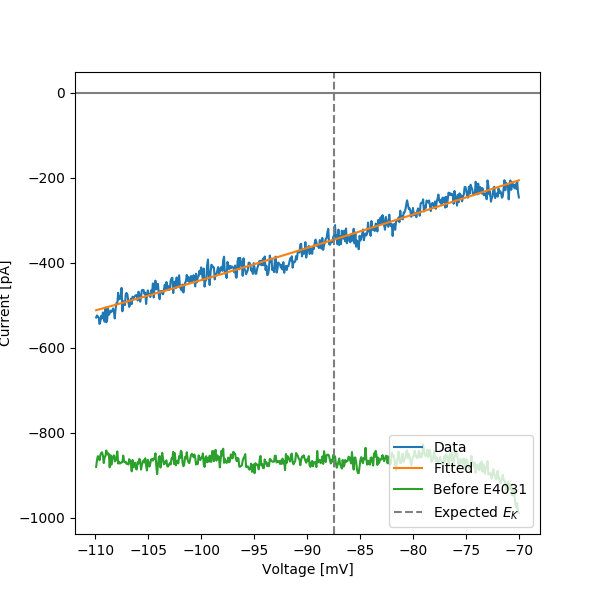 0
−200
−400
−600
−800
−1000
Current [pA]
−110
−105
−100
−95
−90
−85
−80
−75
−70
Voltage [mV]
Data
Fitted
Before E4031
Expected E_K